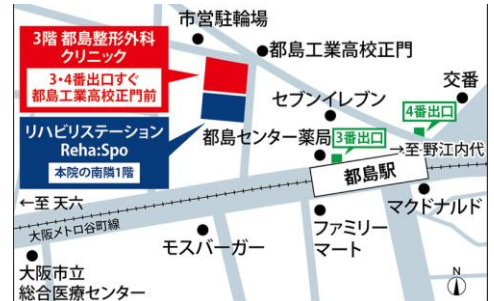 市営駐輪場
3階 都島整形外科
クリニック
3・4番出口すぐ
都島工業高校正門前
都島工業高校正門
セブンイレブン
交番
4番出口
リハビリステーション
Reha:Spo
本院の南隣1階
都島センター薬局
3番出口
→至 野江内代
都島駅
←至 天六
大阪メトロ谷町線
モスバーガー
ファミリー
マート
マクドナルド
大阪市立
総合医療センター
N